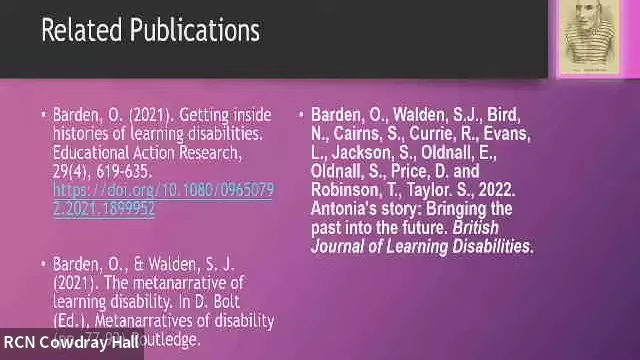 Related Publications
• Barden, O. (2021). Getting inside
histories of learning disabilities.
Educational Action Research,
29(4), 619-635.
https://doi.org/10.1080/0965079
2.2021.1899952
• Barden, O., & Walden, S. J.
(2021). The metanarrative of
learning disability. In D. Bolt
(Ed.), Metanarratives of disability
Routledge.
• Barden, O., Walden, S.J., Bird,
N., Cairns, S., Currie, R., Evans,
L., Jackson, S., Oldnall, E.,
Oldnall, S., Price, D. and
Robinson, T., Taylor. S., 2022.
Antonia's story: Bringing the
past into the future. British
Journal of Learning Disabilities.
RCN Cowdray Hall